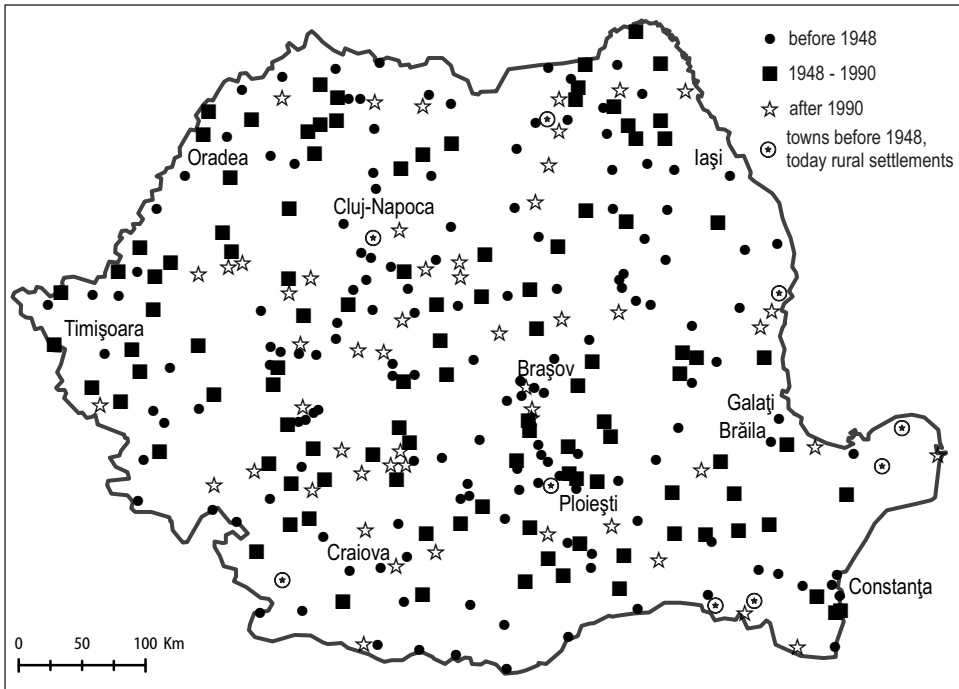 before 1948
1948 - 1990
after 1990
towns before 1948,
today rural settlements
Oradea
Iaşi
Cluj-Napoca
Timişoara
Braşov
Galaţi
Brăila
Ploieşti
Craiova
Constanţa
0 50 100 Km